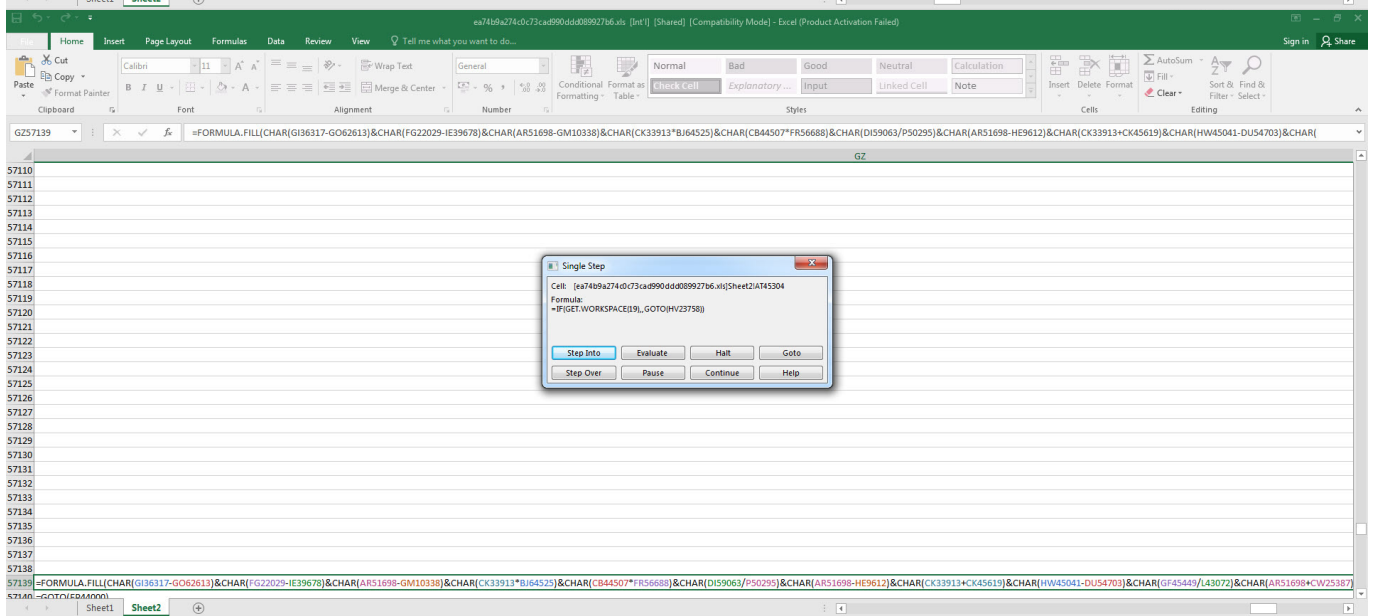 Sheet1 Sheet2
ea74b9a274c0c73cad990ddd089927b6.xls [Int'l] [Shared] [Compatibility Mode] - Excel (Product Activation Failed)
Home Insert Page Layout Formulas Data Review View Tell me what you want to do... Sign in Share
Paste Cut Copy Format Painter
Calibri 11 Wrap Text General Conditional Formatting Format as Table Normal Bad Good Neutral Calculation Insert Delete Format AutoSum Sort & Filter Find & Select
B I U Merge & Center % Check Cell Explanatory ... Input Linked Cell Note Fill Clear
Clipboard Font Alignment Number Styles Cells Editing
GZ57139 fx =FORMULA.FILL(CHAR(GI36317-GO62613)&CHAR(FG22029-IE39678)&CHAR(AR51698-GM10338)&CHAR(CK33913*BJ64525)&CHAR(CB44507*FR56688)&CHAR(DI59063/P50295)&CHAR(AR51698-HE9612)&CHAR(CK33913+CK45619)&CHAR(HW45041-DU54703)&CHAR(
GZ
57110
57111
57112
57113
57114
57115
57116
57117
57118
57119
57120
57121
57122
57123
57124
57125
57126
57127
57128
57129
57130
57131
57132
57133
57134
57135
57136
57137
57138
Single Step
Cell: [ea74b9a274c0c73cad990ddd089927b6.xls]Sheet2!AT45304
Formula:
=IF(GET.WORKSPACE(19),,GOTO(HV23758))
Step Into Evaluate Halt Goto
Step Over Pause Continue Help
57139 =FORMULA.FILL(CHAR(GI36317-GO62613)&CHAR(FG22029-IE39678)&CHAR(AR51698-GM10338)&CHAR(CK33913*BJ64525)&CHAR(CB44507*FR56688)&CHAR(DI59063/P50295)&CHAR(AR51698-HE9612)&CHAR(CK33913+CK45619)&CHAR(HW45041-DU54703)&CHAR(GF45449/L43072)&CHAR(AR51698+CW25387)
57140 =GOTO(FP44000)
Sheet1 Sheet2